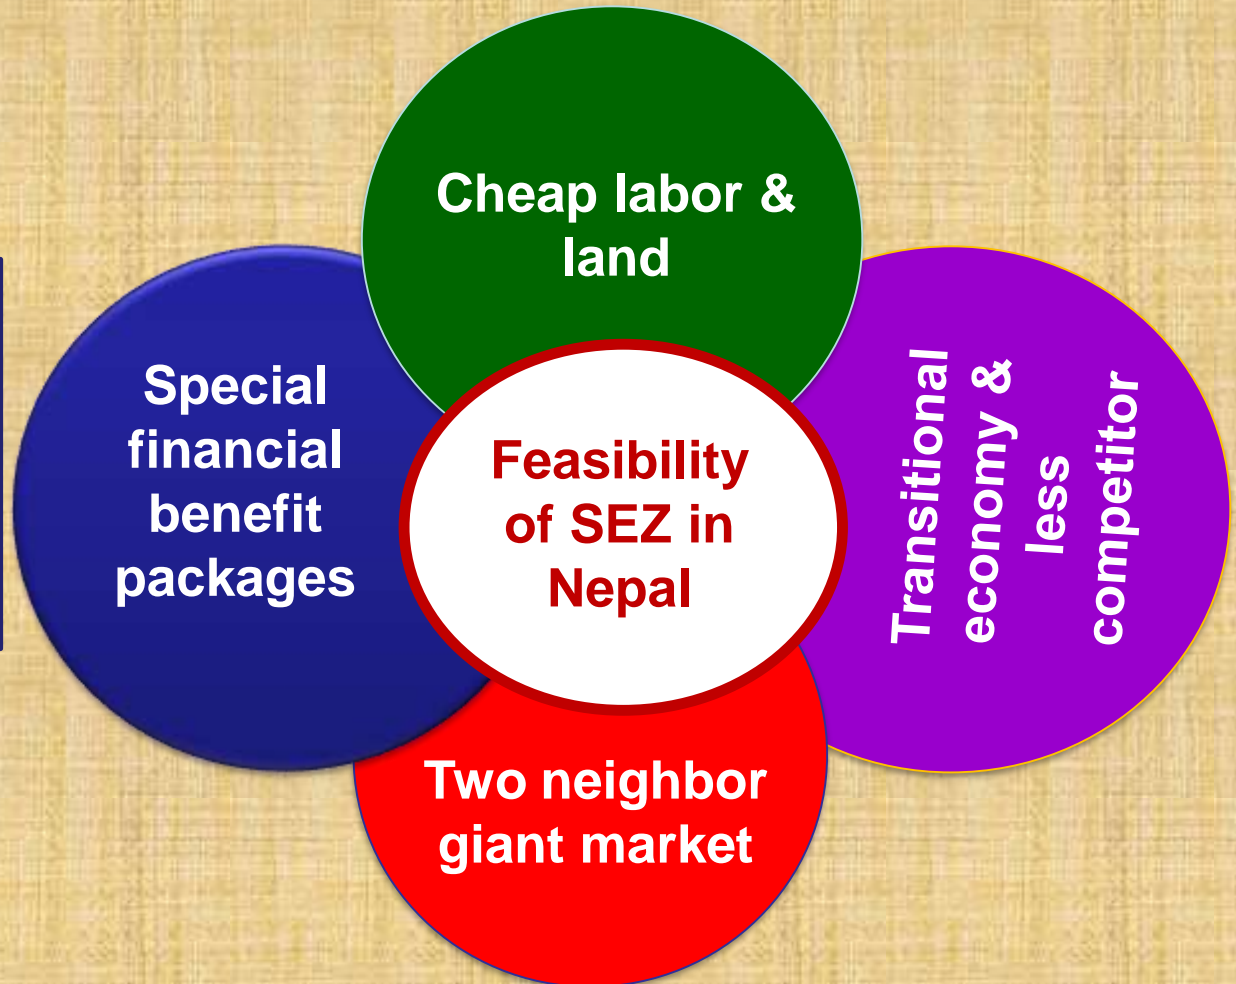 Cheap labor &
land
Special
financial
benefit
packages
Feasibility
of SEZ in
Nepal
Transitional
economy &
less
competitor
Two neighbor
giant market